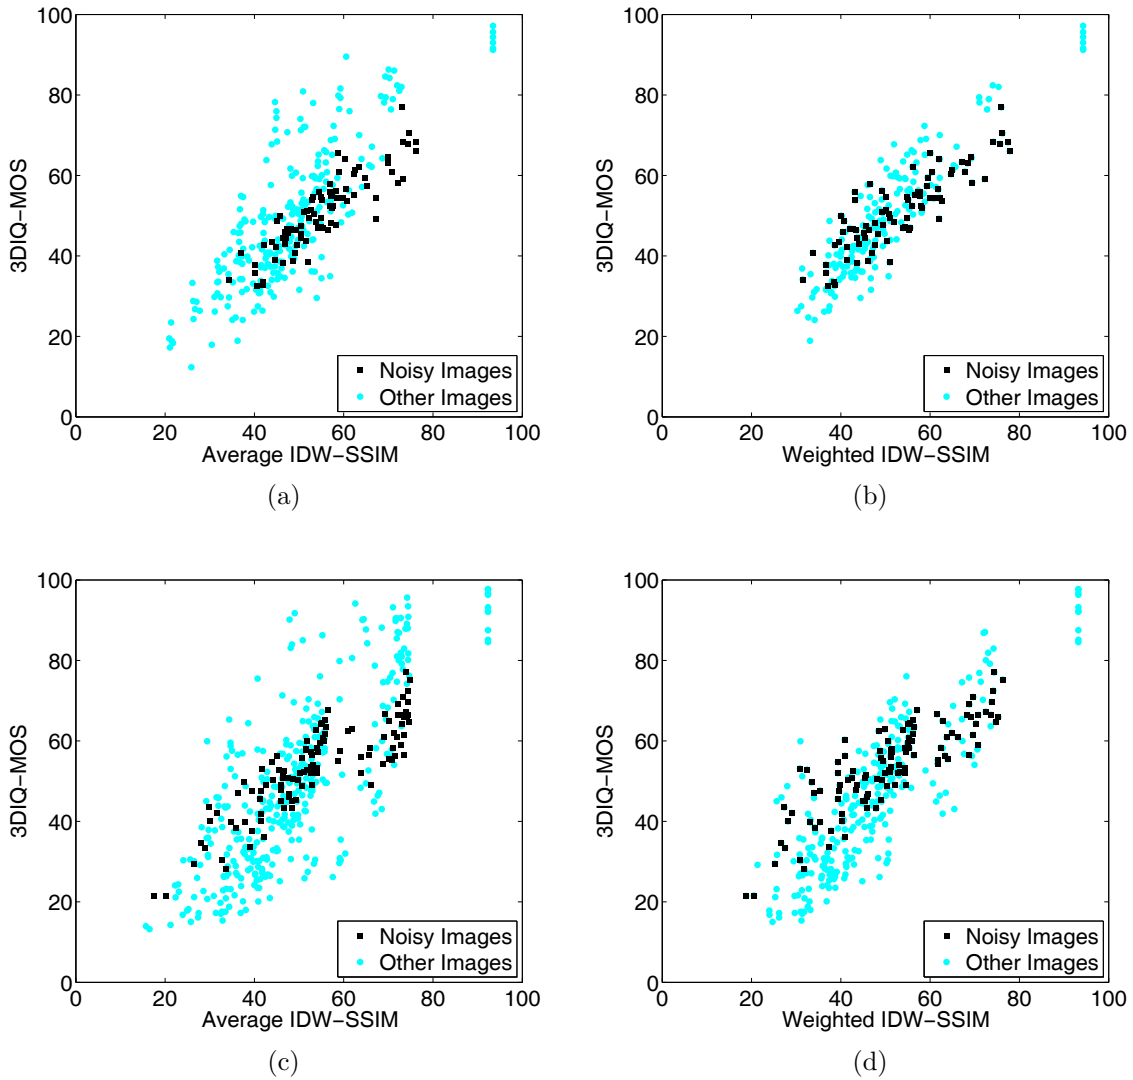 100
80
60
40
20
0
3DIQ-MOS
Noisy Images
Other Images
0 20 40 60 80 100
Average IDW-SSIM
(a)
100
80
60
40
20
0
3DIQ-MOS
Noisy Images
Other Images
0 20 40 60 80 100
Weighted IDW-SSIM
(b)
100
80
60
40
20
0
3DIQ-MOS
Noisy Images
Other Images
0 20 40 60 80 100
Average IDW-SSIM
(c)
100
80
60
40
20
0
3DIQ-MOS
Noisy Images
Other Images
0 20 40 60 80 100
Weighted IDW-SSIM
(d)